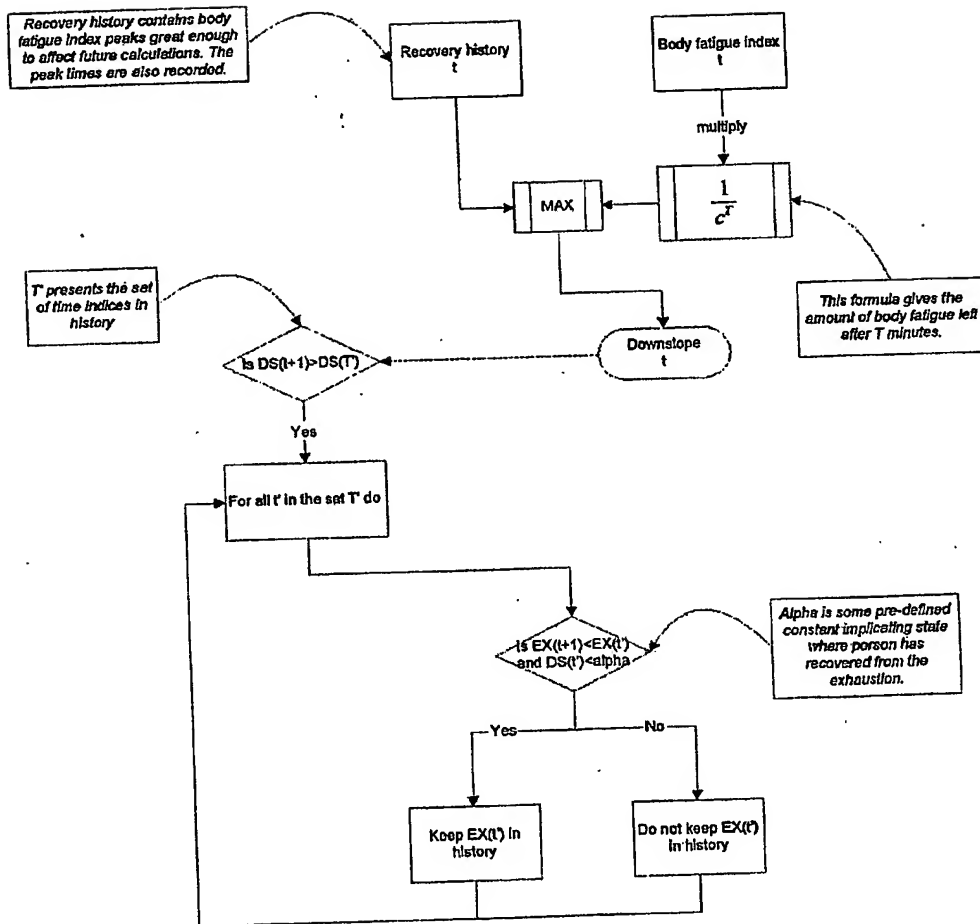 Recovery history contains body
fatigue index peaks great enough
to affect future calculations. The
peak times are also recorded.
Recovery history
t
Body fatigue index
t
multiply
MAX
1
c^T
T' presents the set
of time indices in
history
This formula gives the
amount of body fatigue left
after T minutes.
Is DS(t+1)>DS(T')
Downslope
t
Yes
For all t' in the set T' do
Alpha is some pre-defined
constant implicating state
where person has
recovered from the
exhaustion.
Is EX((t+1)<EX(t')
and DS(t')<alpha
Yes
No
Keep EX(t') in
history
Do not keep EX(t')
in history